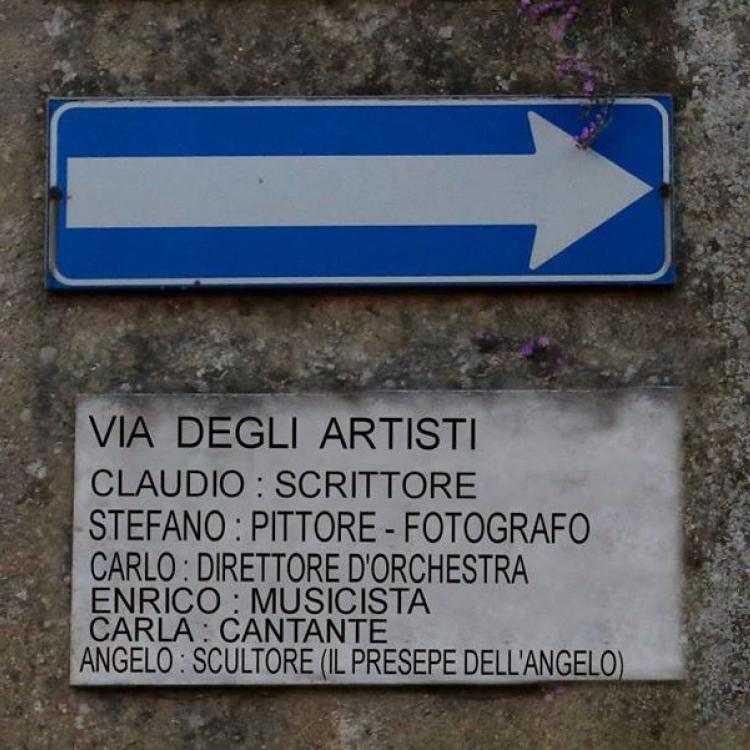 VIA DEGLI ARTISTI
CLAUDIO : SCRITTORE
STEFANO : PITTORE - FOTOGRAFO
CARLO : DIRETTORE D'ORCHESTRA
ENRICO : MUSICISTA
CARLA : CANTANTE
ANGELO : SCULTORE (IL PRESEPE DELL'ANGELO)